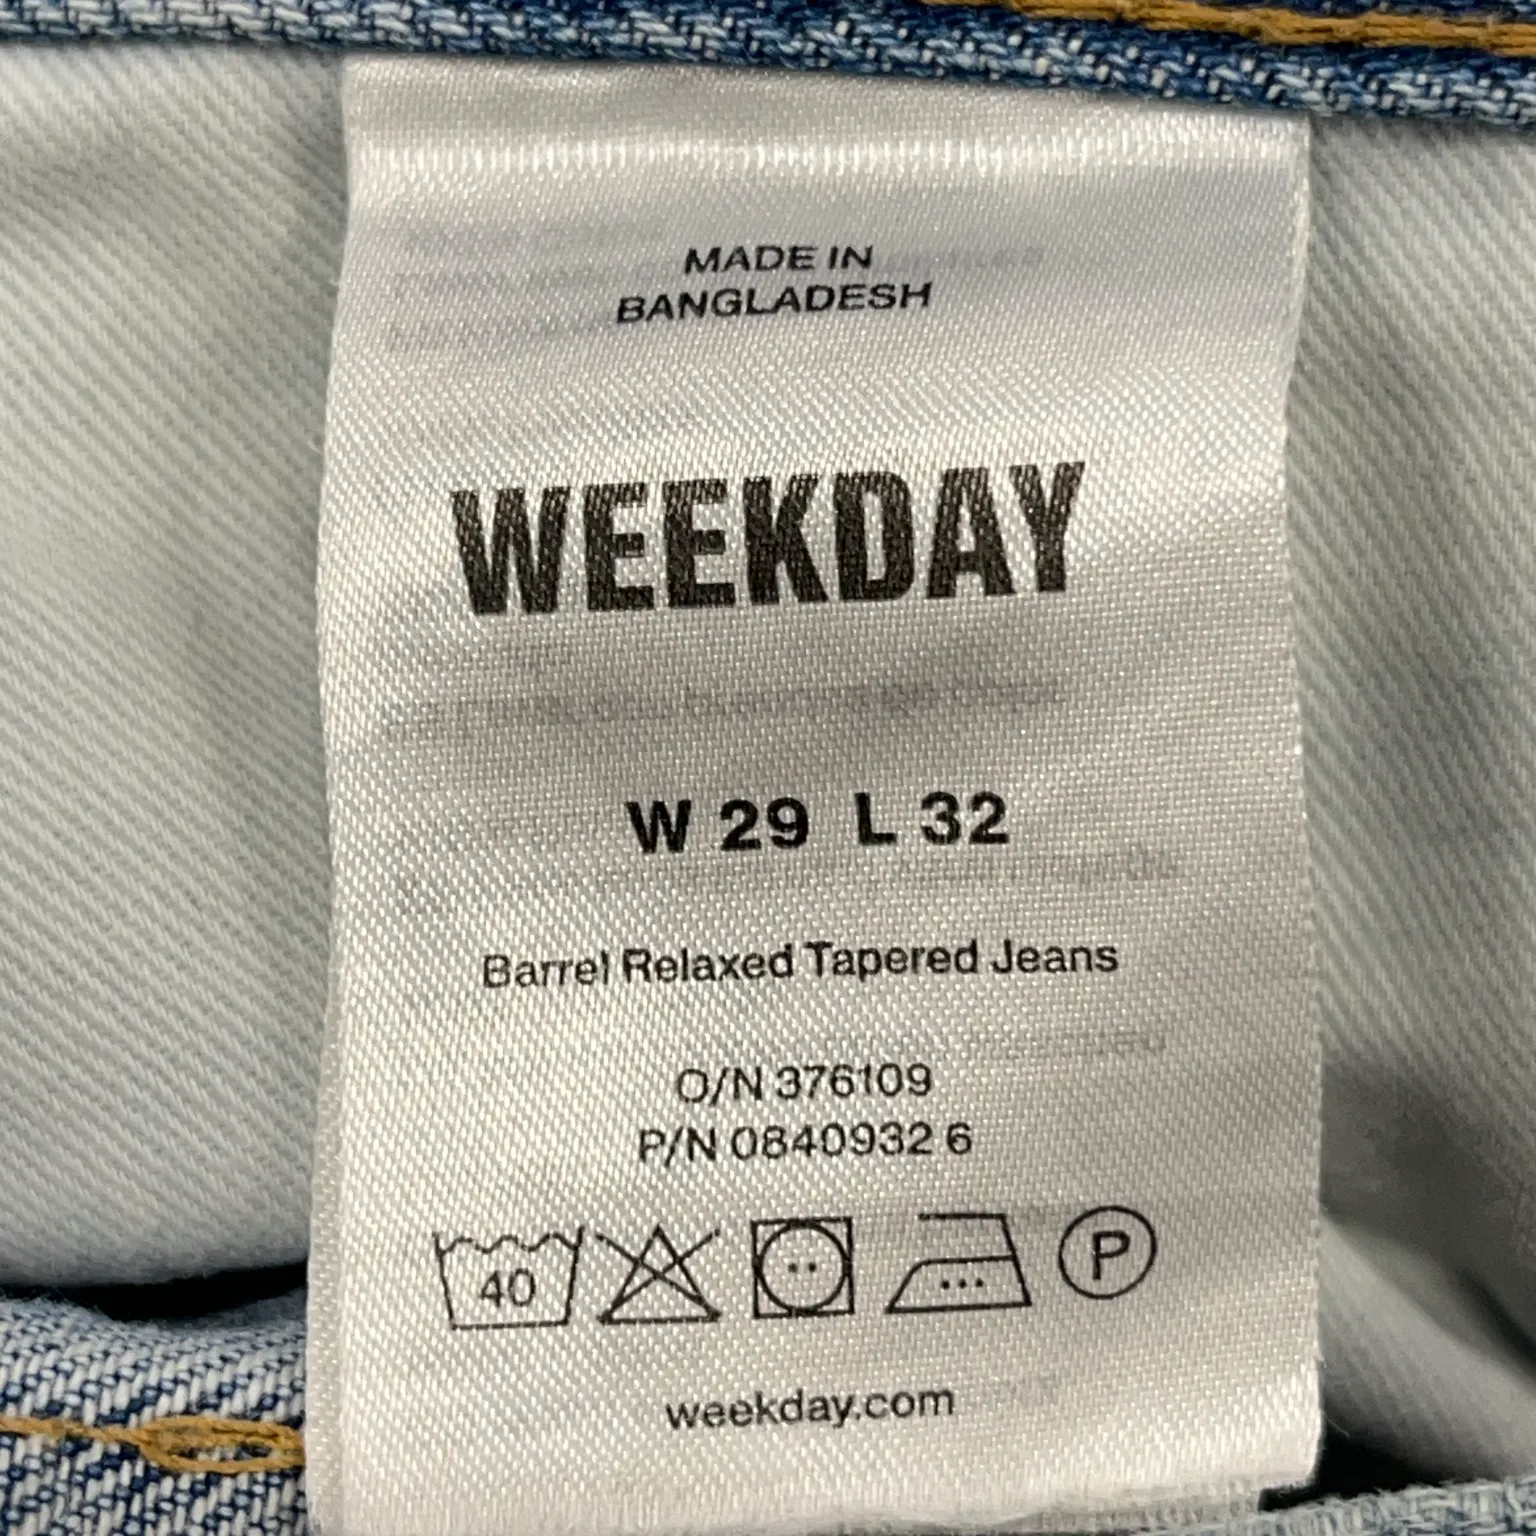 MADE IN
BANGLADESH
WEEKDAY
W 29 L 32
Barrel Relaxed Tapered Jeans
O/N 376109
P/N 0840932 6
40
P
weekday.com